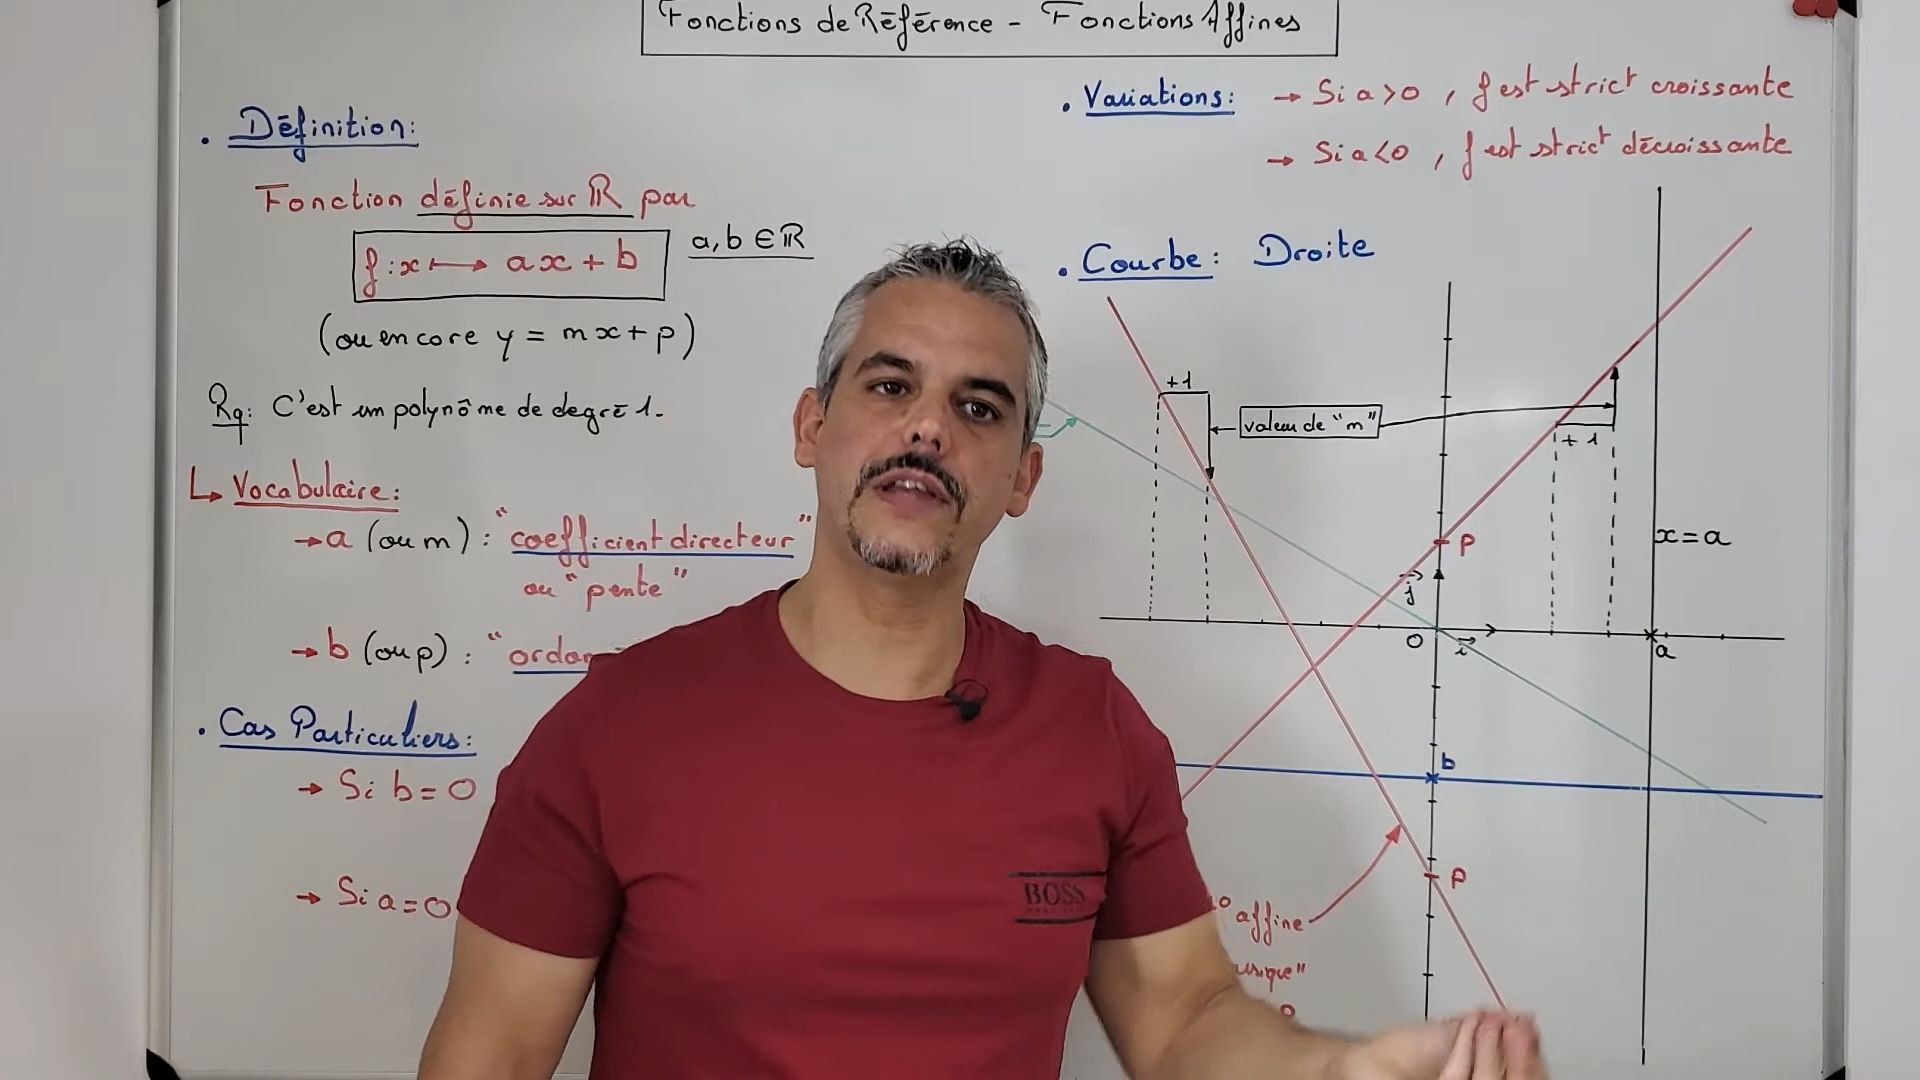 Fonctions de Référence - Fonctions Affines
. Définition:
Fonction définie sur ℝ par
f : x ⟼ ax + b
a, b ∈ ℝ
(ou encore y = mx + p)
Rq: C'est un polynôme de degré 1.
↳ Vocabulaire:
→ a (ou m) : "coefficient directeur"
ou "pente"
→ b (ou p) : "ordon
. Cas Particuliers:
→ Si b = 0
→ Si a = 0
. Variations: → Si a > 0 , f est strict croissante
→ Si a < 0 , f est strict décroissante
. Courbe: Droite
+1
valeur de "m"
+1
P
x = a
j
O
i
a
b
P
affine
BOSS